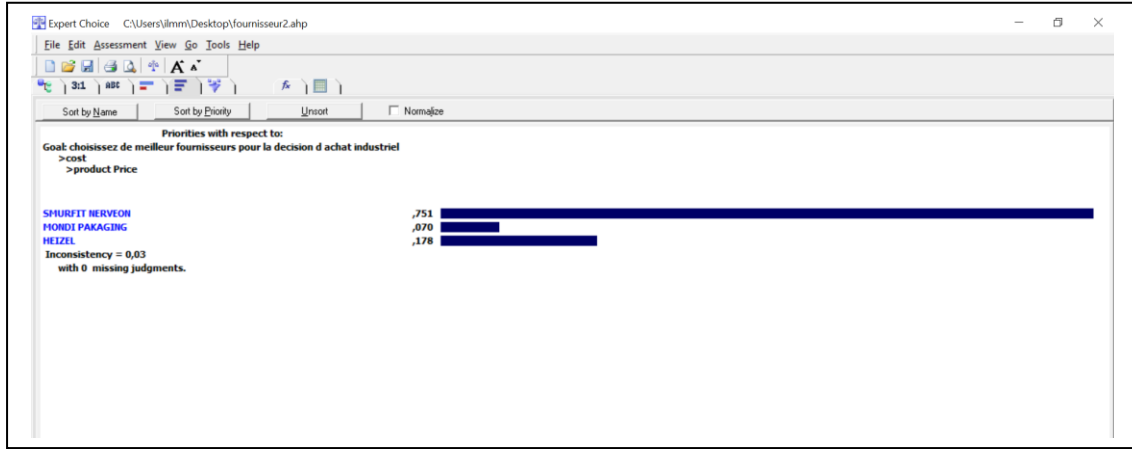 Expert Choice C:\Users\ilmm\Desktop\fournisseur2.ahp
File Edit Assessment View Go Tools Help
A A
3:1 ABC fx
Sort by Name Sort by Priority Unsort Normalize
Priorities with respect to:
Goal: choisissez de meilleur fournisseurs pour la decision d achat industriel
>cost
>product Price
SMURFIT NERVEON ,751
MONDI PAKAGING ,070
HEIZEL ,178
Inconsistency = 0,03
with 0 missing judgments.